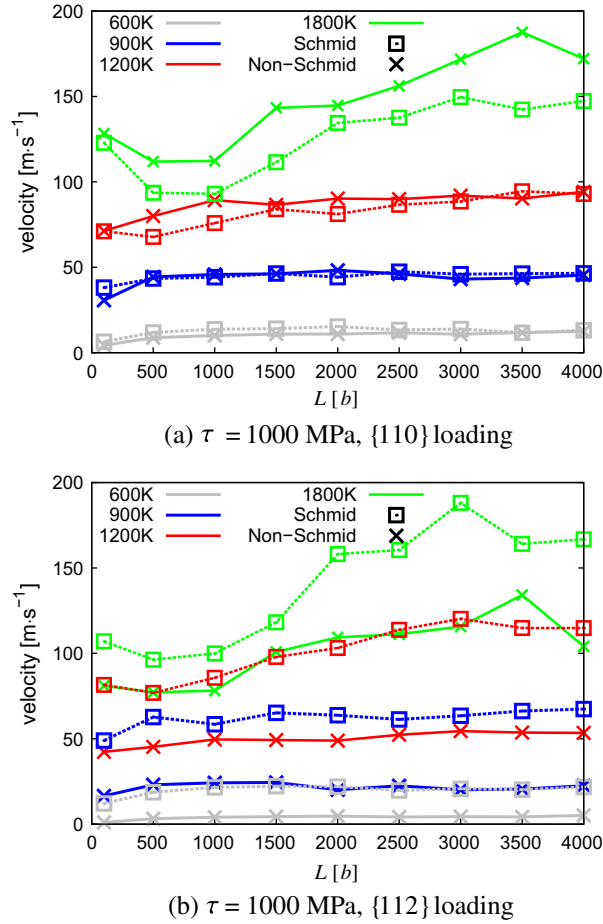 200
150
100
50
0
velocity [m·s⁻¹]
600K
900K
1200K
1800K
Schmid
Non-Schmid
0 500 1000 1500 2000 2500 3000 3500 4000
L [b]
(a) τ = 1000 MPa, {110} loading
200
150
100
50
0
velocity [m·s⁻¹]
600K
900K
1200K
1800K
Schmid
Non-Schmid
0 500 1000 1500 2000 2500 3000 3500 4000
L [b]
(b) τ = 1000 MPa, {112} loading